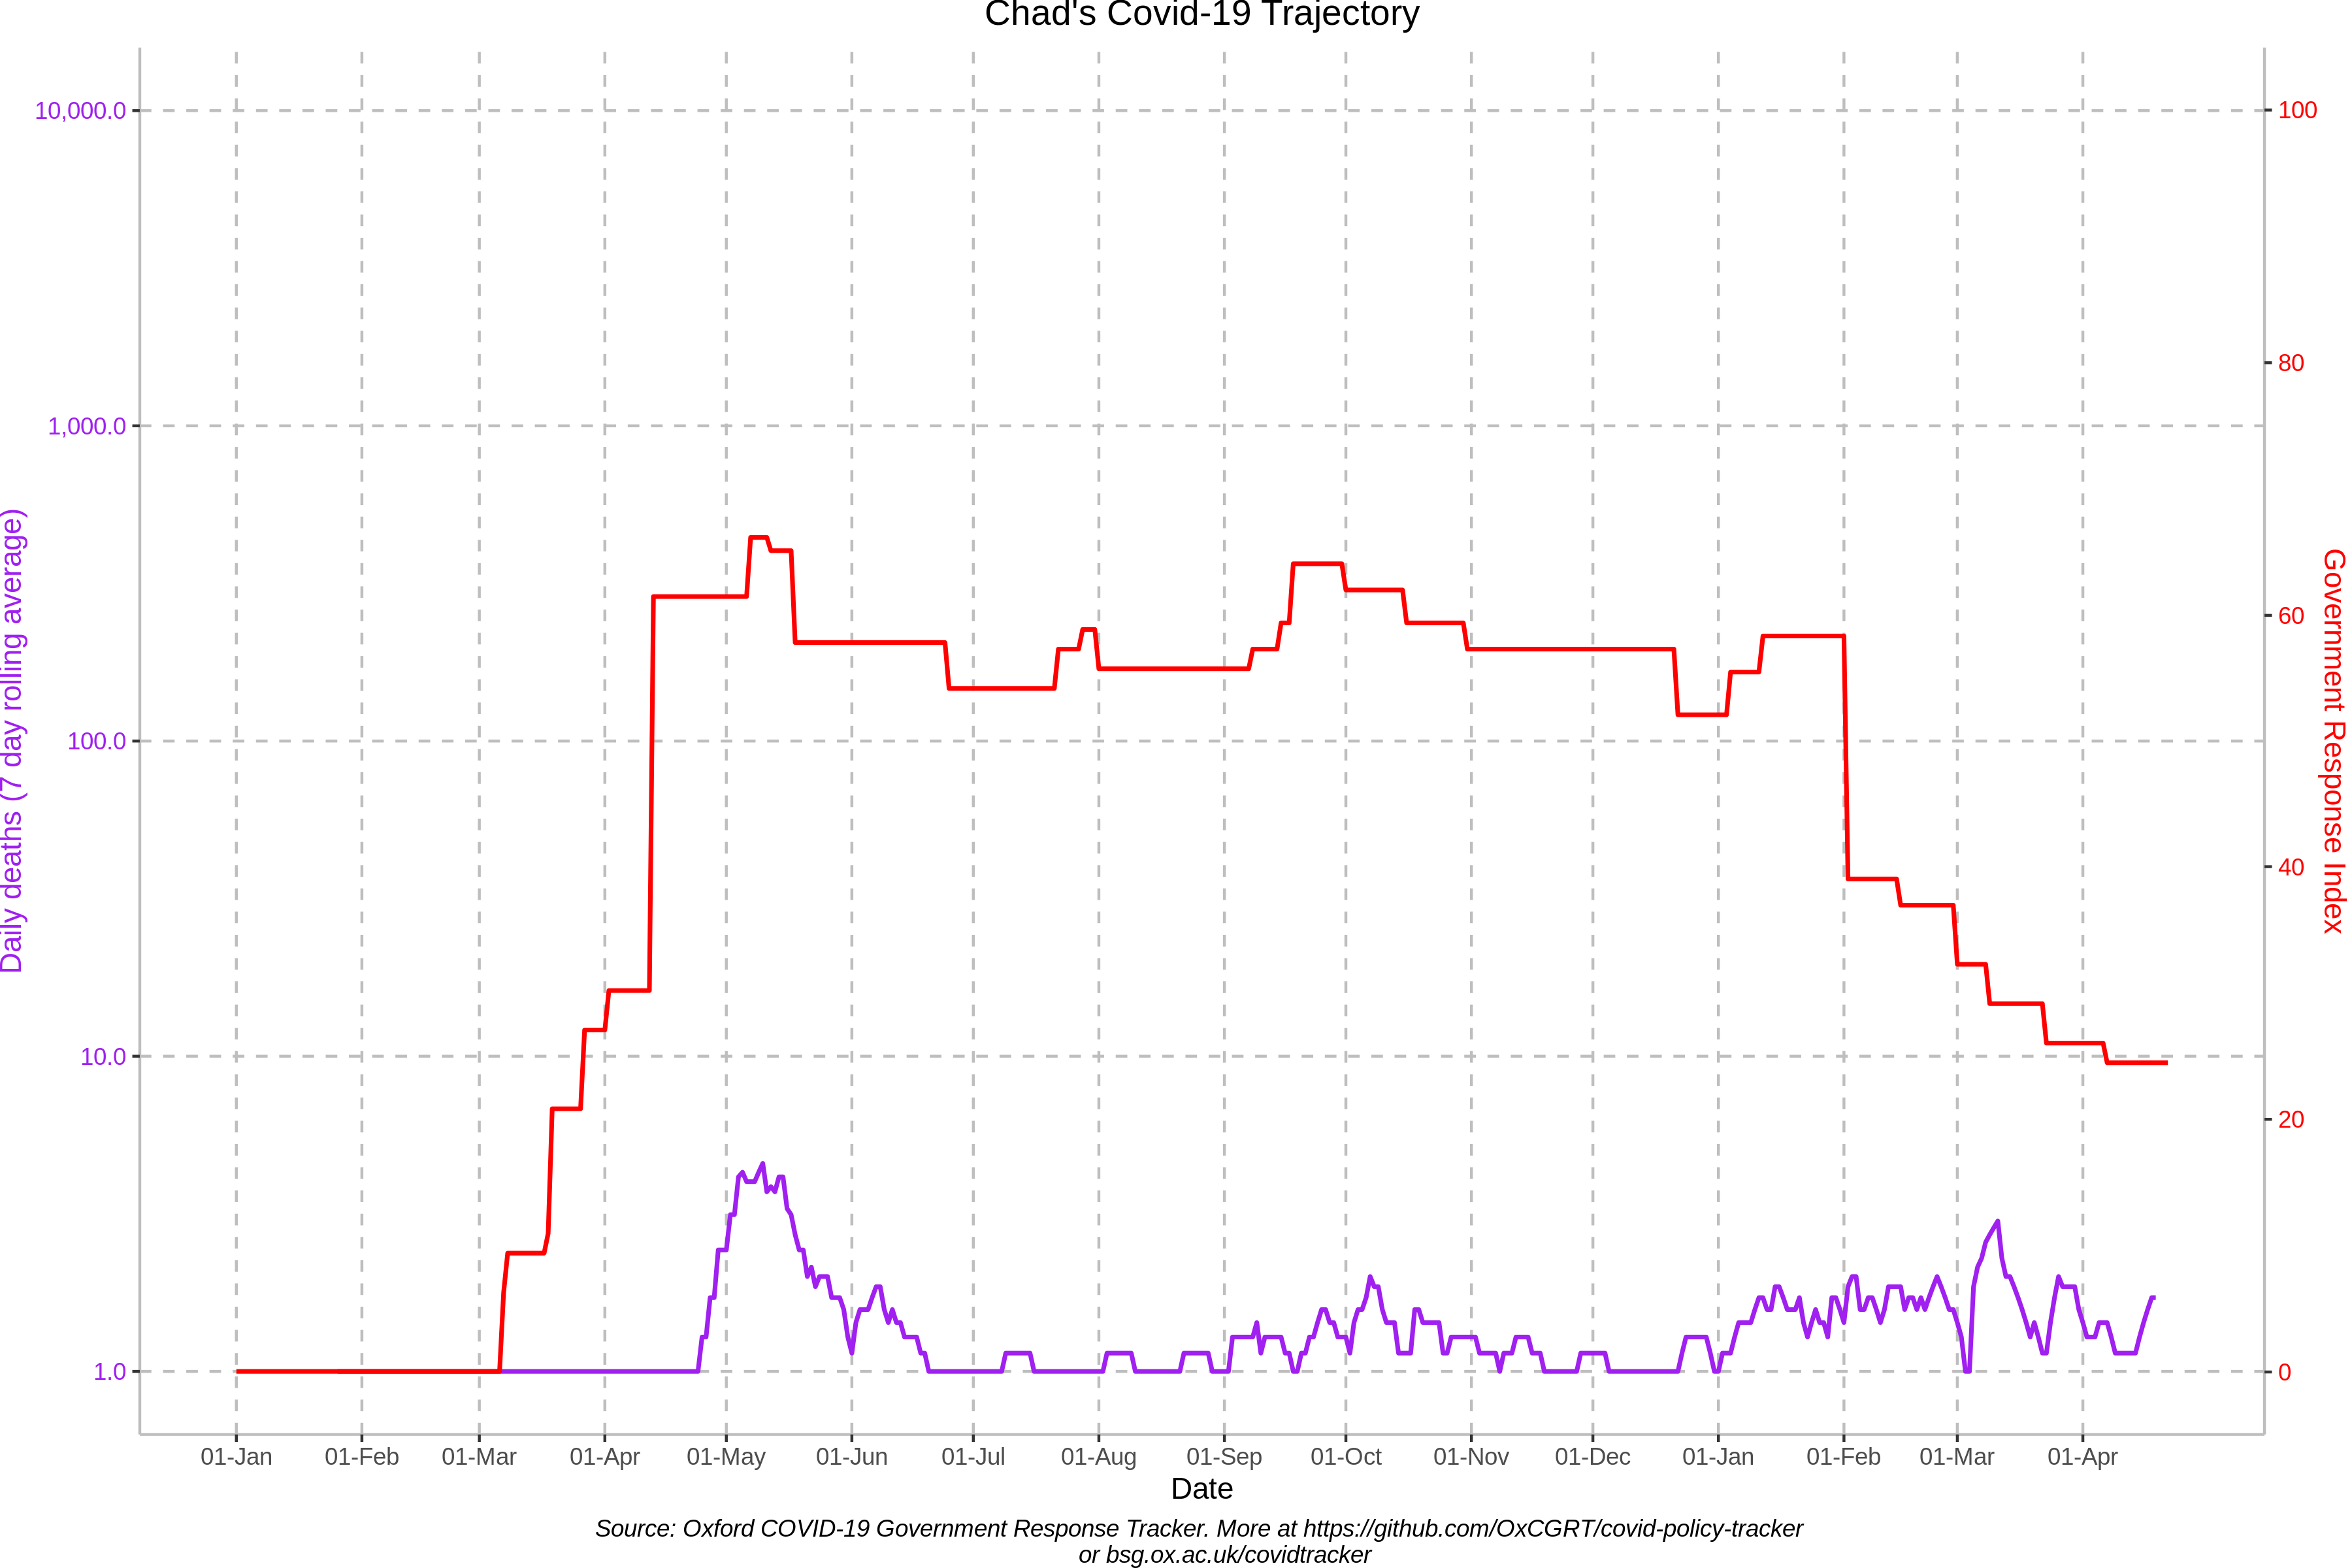 Chad's Covid-19 Trajectory
10,000.0
1,000.0
100.0
10.0
1.0
Daily deaths (7 day rolling average)
100
80
60
40
20
0
Government Response Index
01-Jan 01-Feb 01-Mar 01-Apr 01-May 01-Jun 01-Jul 01-Aug 01-Sep 01-Oct 01-Nov 01-Dec 01-Jan 01-Feb 01-Mar 01-Apr
Date
Source: Oxford COVID-19 Government Response Tracker. More at https://github.com/OxCGRT/covid-policy-tracker
or bsg.ox.ac.uk/covidtracker